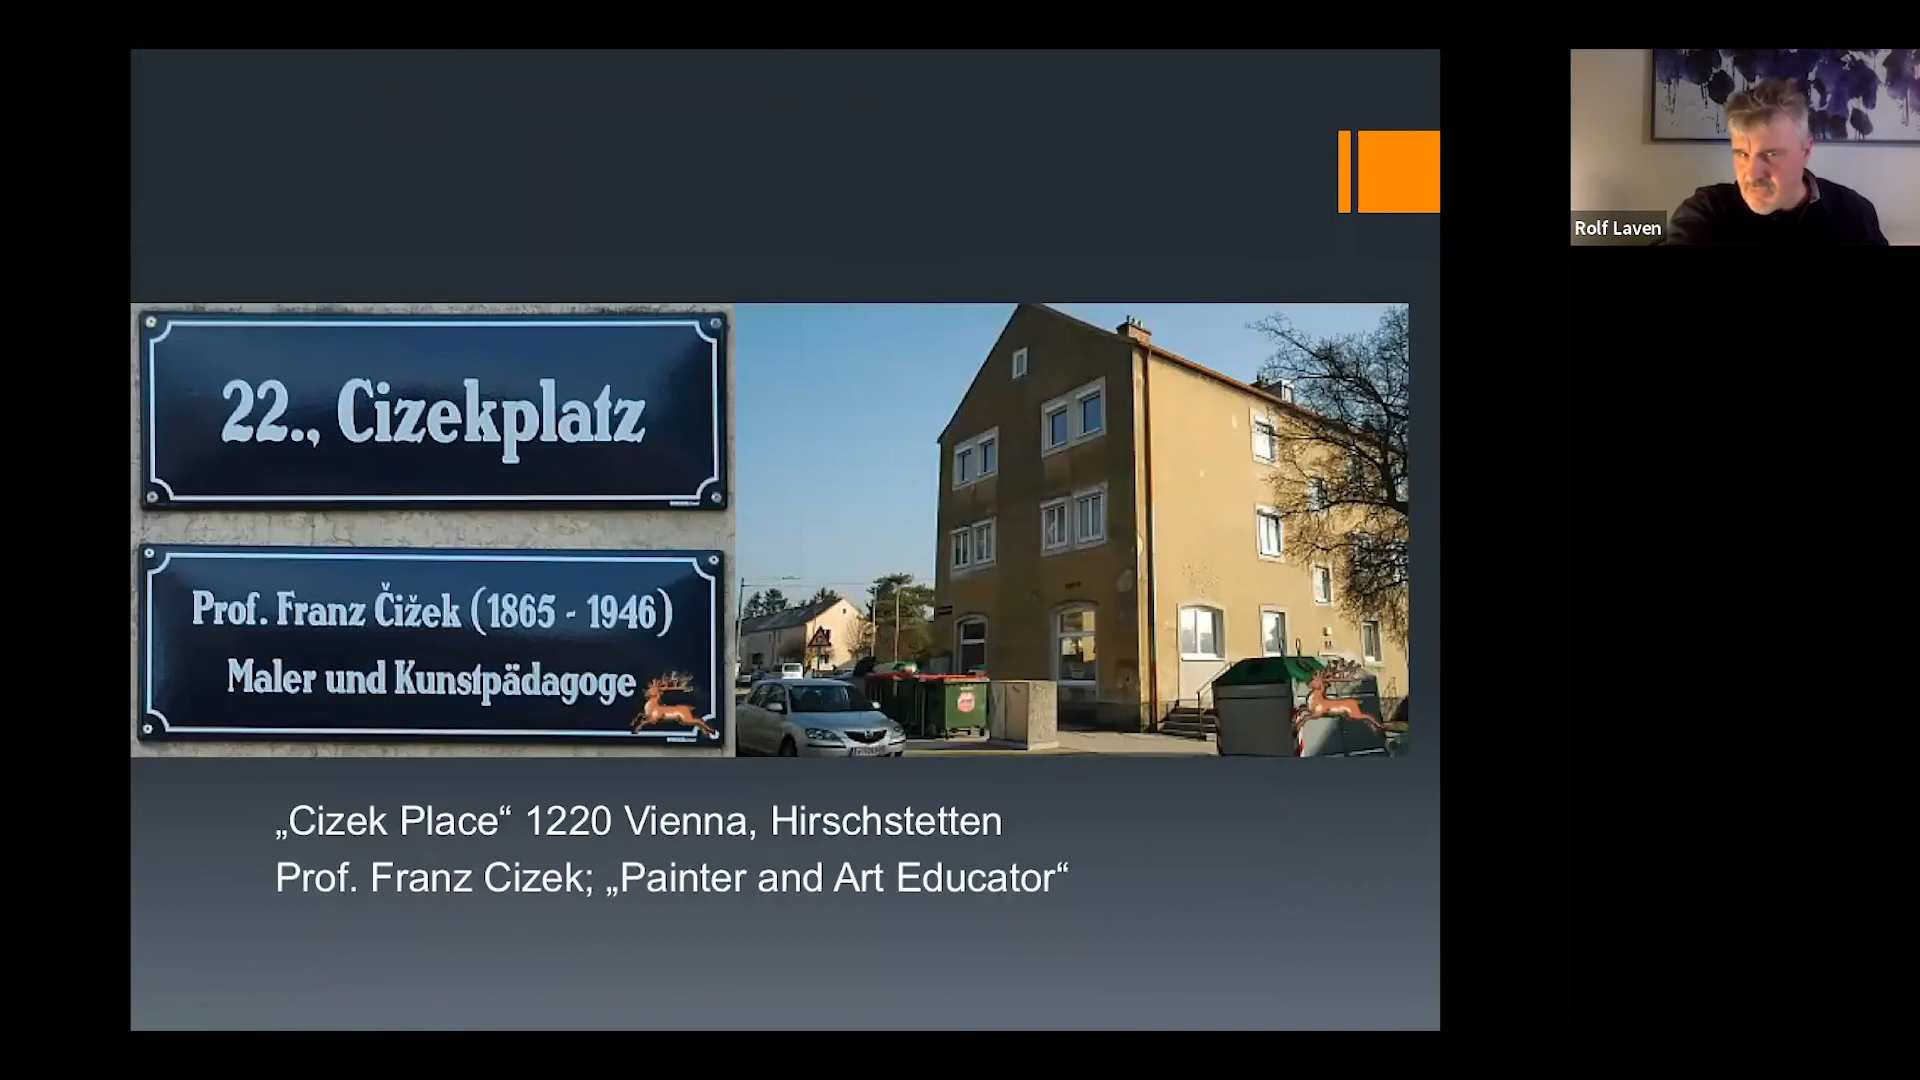 22., Cizekplatz
Prof. Franz Čižek (1865 - 1946)
Maler und Kunstpädagoge
„Cizek Place“ 1220 Vienna, Hirschstetten
Prof. Franz Cizek; „Painter and Art Educator“
Rolf Laven